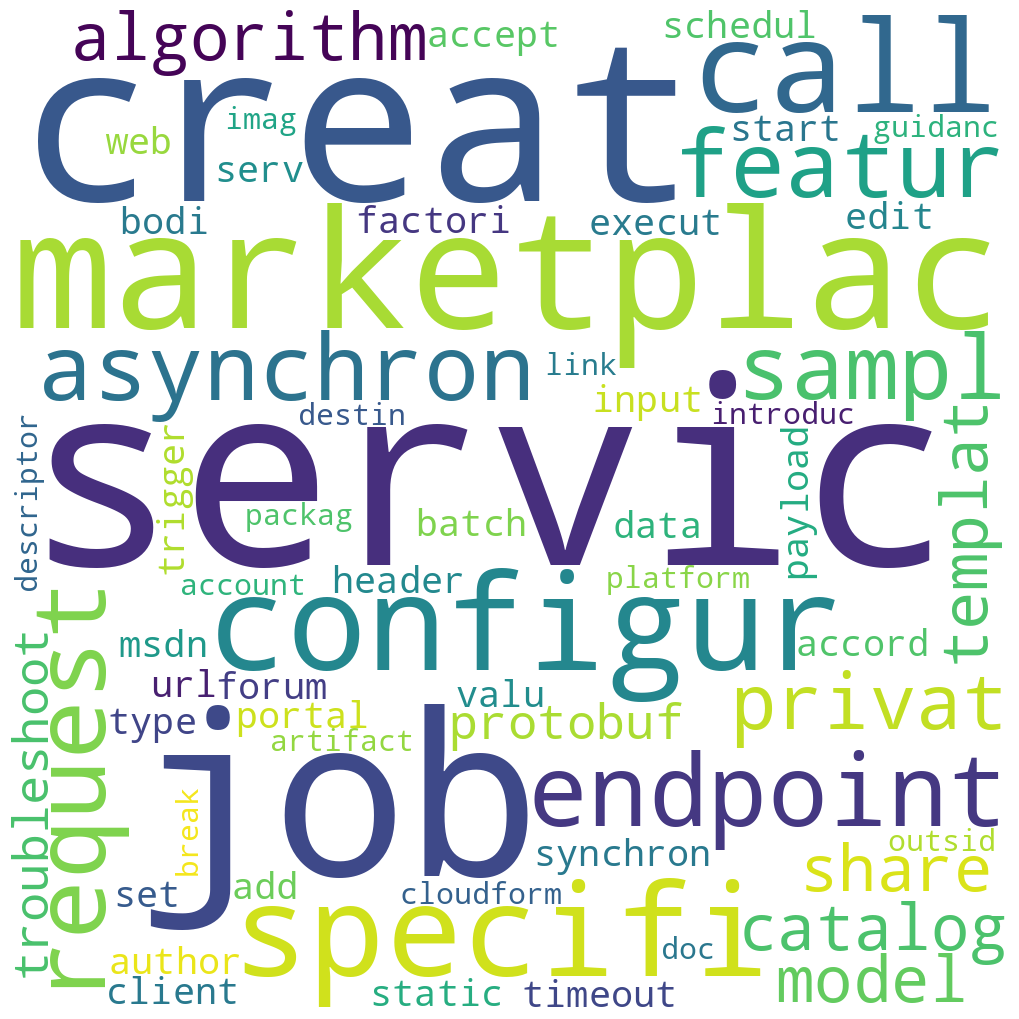 algorithm
accept
schedul
creat
call
imag
web
serv
start
guidanc
featur
bodi
factori
execut
edit
marketplac
asynchron
link
sampl
input
destin
introduc
descriptor
trigger
servic
payload
templat
packag
batch
data
account
header
platform
configur
msdn
accord
troubleshoot
request
url
forum
valu
privat
type
portal
protobuf
artifact
job
endpoint
break
synchron
outsid
share
set
add
cloudform
specifi
catalog
doc
author
model
client
static
timeout